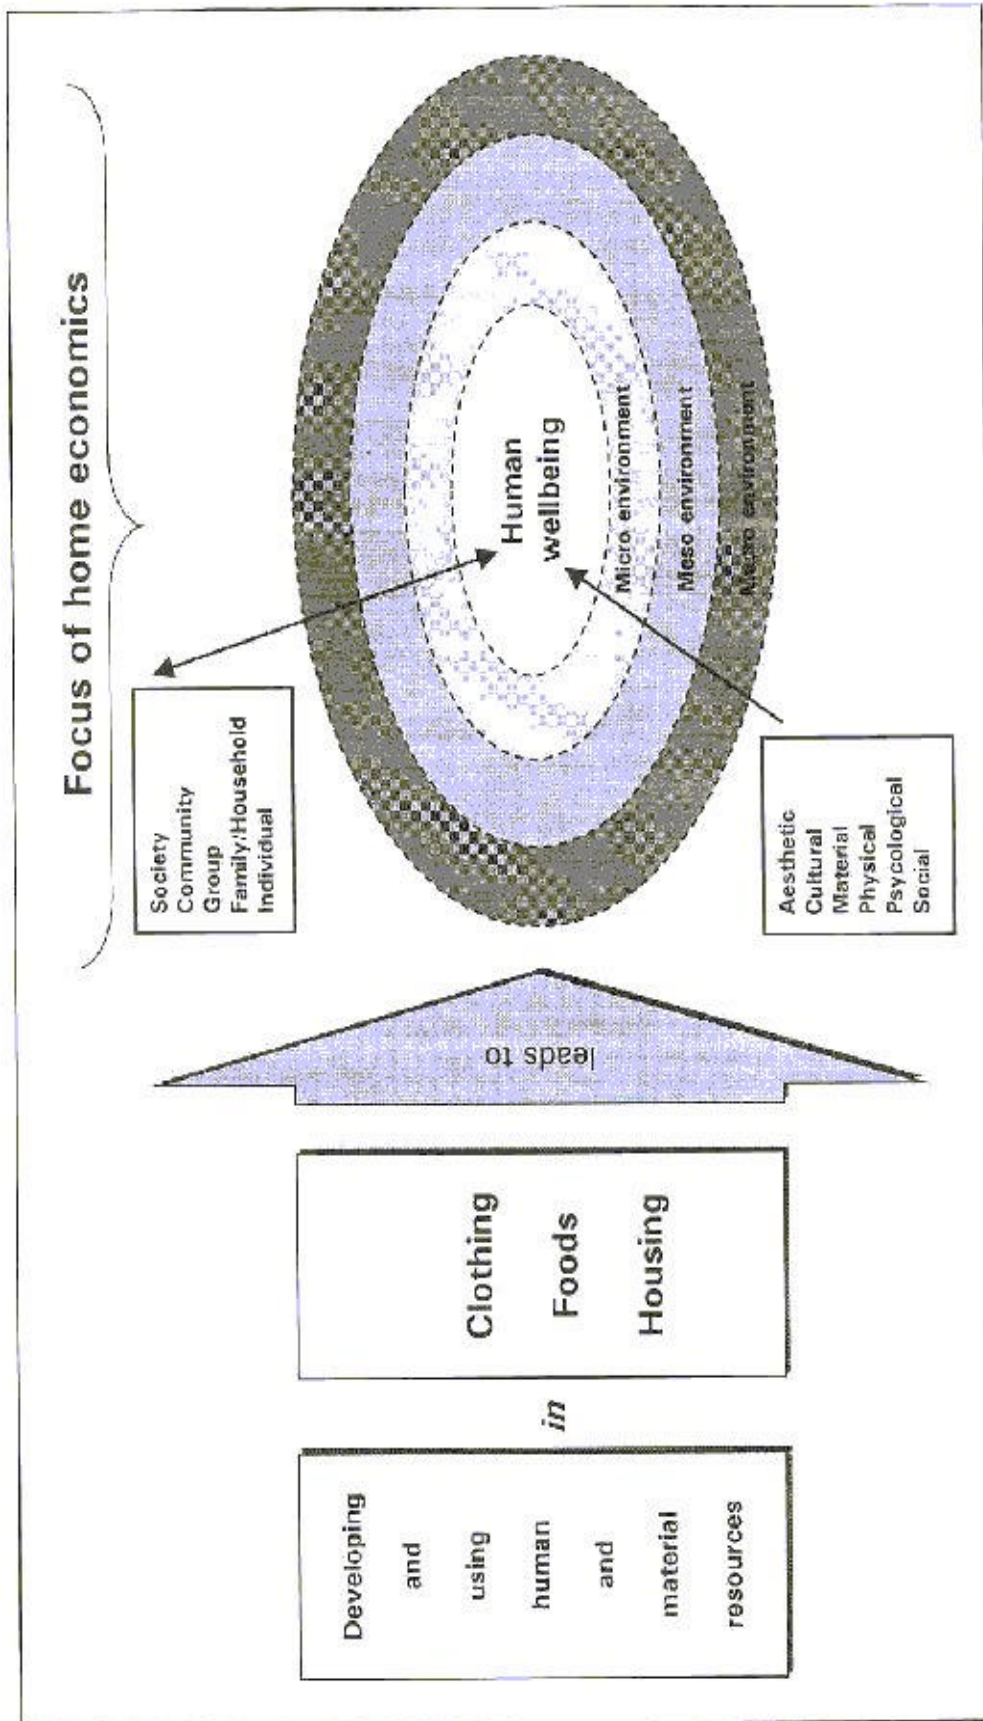 Focus of home economics
Developing
and
using
human
and
material
resources
in
Clothing
Foods
Housing
leads to
Society
Community
Group
Family/Household
Individual
Human
wellbeing
Micro environment
Meso environment
Macro environment
Aesthetic
Cultural
Material
Physical
Psycological
Social